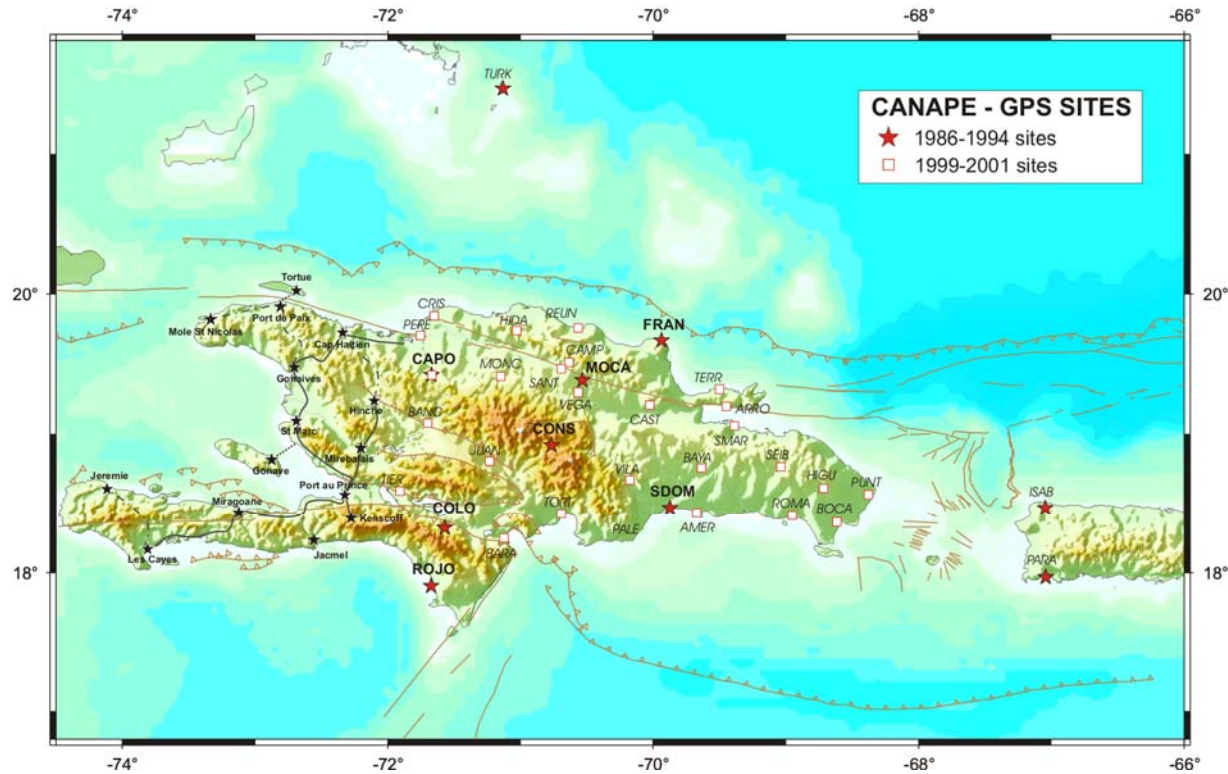 -74°
-72°
-70°
-68°
-66°
TURK
CANAPE - GPS SITES
1986-1994 sites
1999-2001 sites
20°
20°
Tortue
Mole St Nicolas
Port de Paix
CRIS
PERE
HIDA
REUN
FRAN
Cap Haitien
CAPO
MONC
CAMP
SANT
MOCA
Gonaives
VEGA
TERR
Hinche
BANO
CAST
ARRO
St Marc
CONS
SMAR
Gonave
Mirebalais
JUAN
VILA
BAYA
SEIB
HIGU
PUNT
Jeremie
Port au Prince
TIER
TORT
SDOM
ROMA
BOCA
ISAB
Miragoane
Kenscoff
COLO
PALE
AMER
Les Cayes
Jacmel
BARA
ROJO
PARA
18°
18°
-74°
-72°
-70°
-68°
-66°